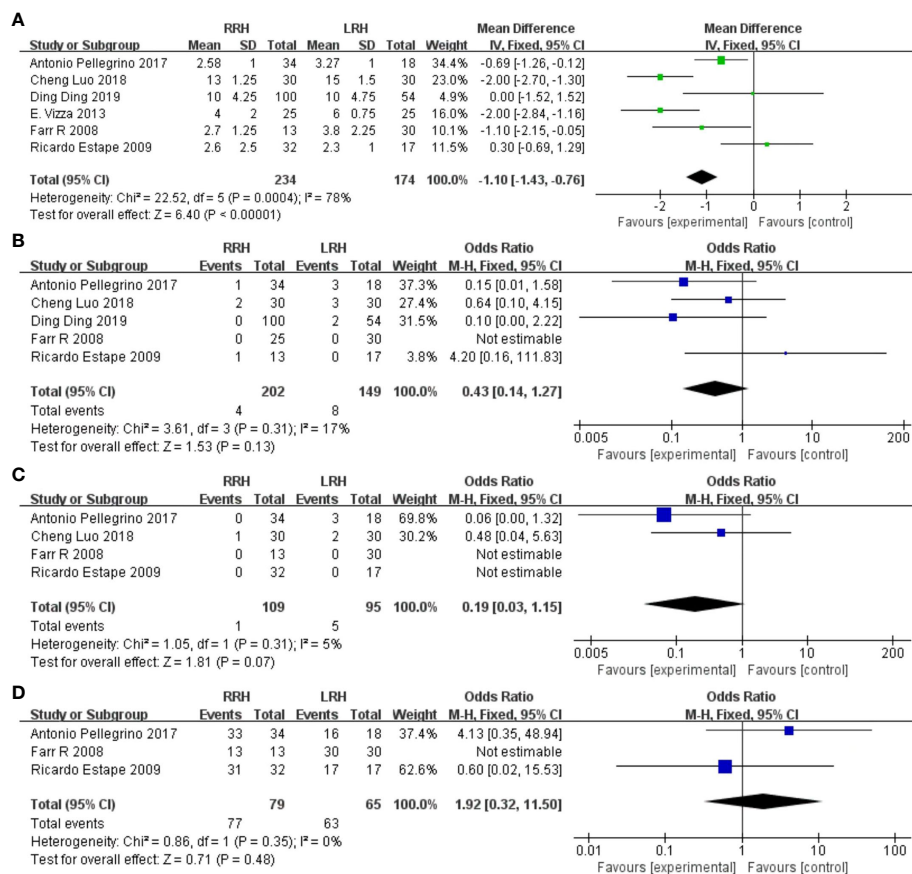 A
RRH LRH Mean Difference Mean Difference
Study or Subgroup Mean SD Total Mean SD Total Weight IV, Fixed, 95% CI IV, Fixed, 95% CI
Antonio Pellegrino 2017 2.58 1 34 3.27 1 18 34.4% -0.69 [-1.26, -0.12]
Cheng Luo 2018 13 1.25 30 15 1.5 30 23.0% -2.00 [-2.70, -1.30]
Ding Ding 2019 10 4.25 100 10 4.75 54 4.9% 0.00 [-1.52, 1.52]
E. Vizza 2013 4 2 25 6 0.75 25 16.0% -2.00 [-2.84, -1.16]
Farr R 2008 2.7 1.25 13 3.8 2.25 30 10.1% -1.10 [-2.15, -0.05]
Ricardo Estape 2009 2.6 2.5 32 2.3 1 17 11.5% 0.30 [-0.69, 1.29]
Total (95% CI) 234 174 100.0% -1.10 [-1.43, -0.76]
Heterogeneity: Chi² = 22.52, df = 5 (P = 0.0004); I² = 78%
Test for overall effect: Z = 6.40 (P < 0.00001)
-2 -1 0 1 2
Favours [experimental] Favours [control]
B
RRH LRH Odds Ratio Odds Ratio
Study or Subgroup Events Total Events Total Weight M-H, Fixed, 95% CI M-H, Fixed, 95% CI
Antonio Pellegrino 2017 1 34 3 18 37.3% 0.15 [0.01, 1.58]
Cheng Luo 2018 2 30 3 30 27.4% 0.64 [0.10, 4.15]
Ding Ding 2019 0 100 2 54 31.5% 0.10 [0.00, 2.22]
Farr R 2008 0 25 0 30 Not estimable
Ricardo Estape 2009 1 13 0 17 3.8% 4.20 [0.16, 111.83]
Total (95% CI) 202 149 100.0% 0.43 [0.14, 1.27]
Total events 4 8
Heterogeneity: Chi² = 3.61, df = 3 (P = 0.31); I² = 17%
Test for overall effect: Z = 1.53 (P = 0.13)
0.005 0.1 1 10 200
Favours [experimental] Favours [control]
C
RRH LRH Odds Ratio Odds Ratio
Study or Subgroup Events Total Events Total Weight M-H, Fixed, 95% CI M-H, Fixed, 95% CI
Antonio Pellegrino 2017 0 34 3 18 69.8% 0.06 [0.00, 1.32]
Cheng Luo 2018 1 30 2 30 30.2% 0.48 [0.04, 5.63]
Farr R 2008 0 13 0 30 Not estimable
Ricardo Estape 2009 0 32 0 17 Not estimable
Total (95% CI) 109 95 100.0% 0.19 [0.03, 1.15]
Total events 1 5
Heterogeneity: Chi² = 1.05, df = 1 (P = 0.31); I² = 5%
Test for overall effect: Z = 1.81 (P = 0.07)
0.005 0.1 1 10 200
Favours [experimental] Favours [control]
D
RRH LRH Odds Ratio Odds Ratio
Study or Subgroup Events Total Events Total Weight M-H, Fixed, 95% CI M-H, Fixed, 95% CI
Antonio Pellegrino 2017 33 34 16 18 37.4% 4.13 [0.35, 48.94]
Farr R 2008 13 13 30 30 Not estimable
Ricardo Estape 2009 31 32 17 17 62.6% 0.60 [0.02, 15.53]
Total (95% CI) 79 65 100.0% 1.92 [0.32, 11.50]
Total events 77 63
Heterogeneity: Chi² = 0.86, df = 1 (P = 0.35); I² = 0%
Test for overall effect: Z = 0.71 (P = 0.48)
0.01 0.1 1 10 100
Favours [experimental] Favours [control]